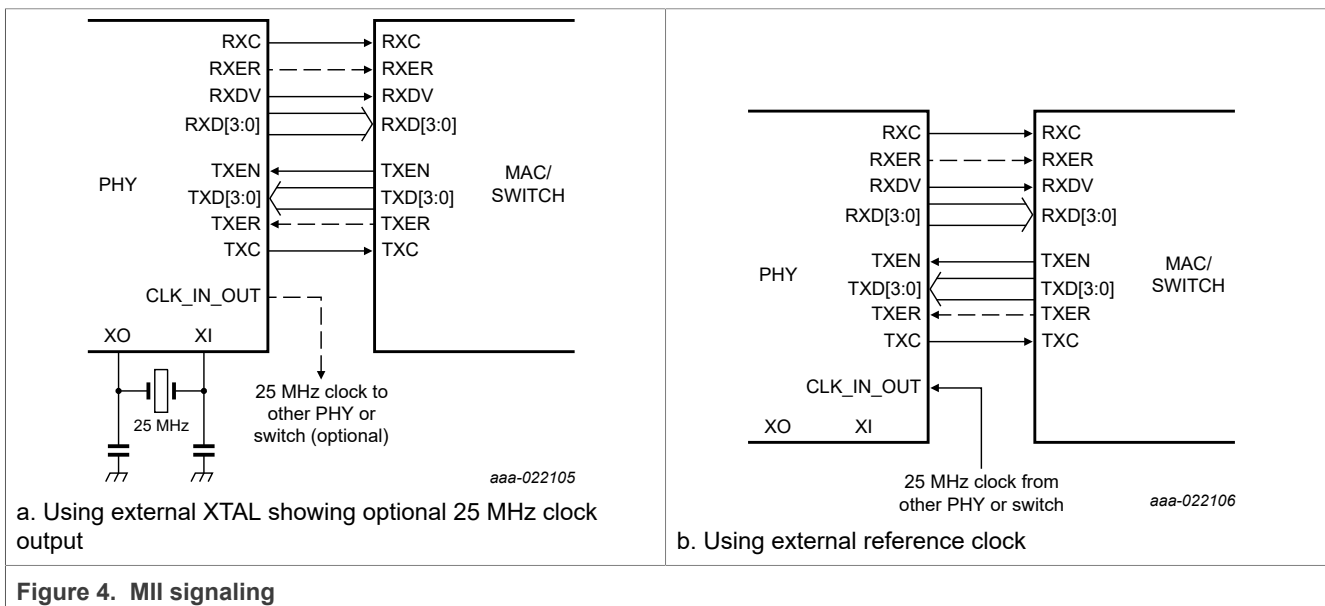 RXC
RXER
RXDV
RXD[3:0]
TXEN
TXD[3:0]
TXER
TXC
CLK_IN_OUT
PHY
XO
XI
25 MHz
RXC
RXER
RXDV
RXD[3:0]
TXEN
TXD[3:0]
TXER
TXC
MAC/
SWITCH
25 MHz clock to
other PHY or
switch (optional)
aaa-022105
a. Using external XTAL showing optional 25 MHz clock
output
RXC
RXER
RXDV
RXD[3:0]
TXEN
TXD[3:0]
TXER
TXC
CLK_IN_OUT
PHY
XO
XI
RXC
RXER
RXDV
RXD[3:0]
TXEN
TXD[3:0]
TXER
TXC
MAC/
SWITCH
25 MHz clock from
other PHY or switch
aaa-022106
b. Using external reference clock
Figure 4. MII signaling